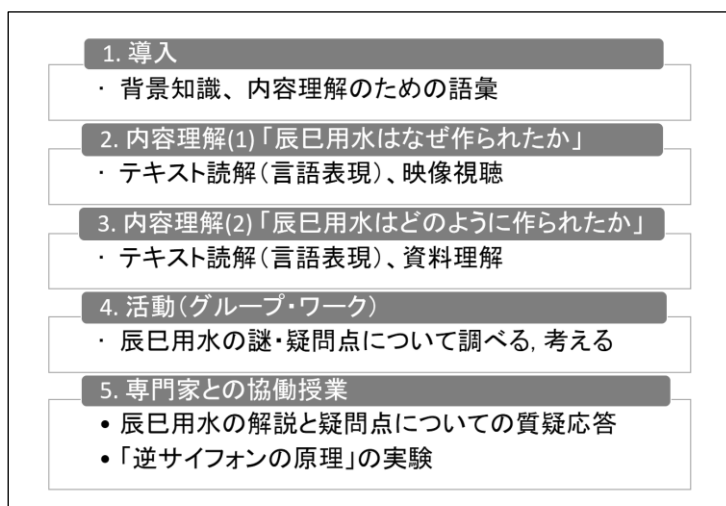 1. 導入
・ 背景知識、内容理解のための語彙
2. 内容理解(1)「辰巳用水はなぜ作られたか」
・ テキスト読解(言語表現)、映像視聴
3. 内容理解(2)「辰巳用水はどのように作られたか」
・ テキスト読解(言語表現)、資料理解
4. 活動(グループ・ワーク)
・ 辰巳用水の謎・疑問点について調べる, 考える
5. 専門家との協働授業
• 辰巳用水の解説と疑問点についての質疑応答
• 「逆サイフォンの原理」の実験